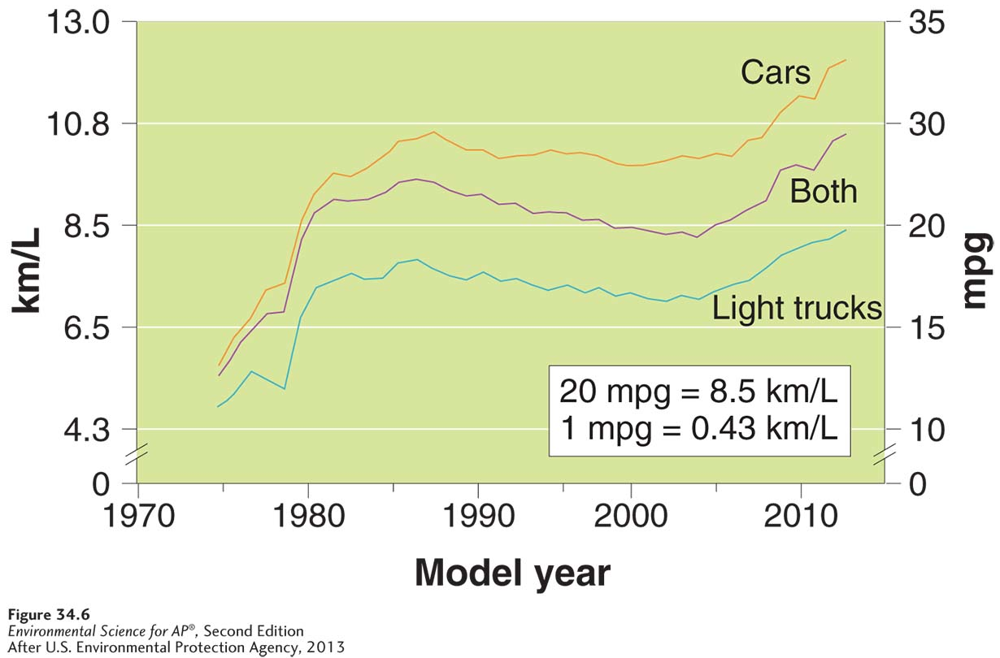 13.0
10.8
8.5
6.5
4.3
0
km/L
35
30
20
15
10
0
mpg
Cars
Both
Light trucks
20 mpg = 8.5 km/L
1 mpg = 0.43 km/L
1970 1980 1990 2000 2010
Model year
Figure 34.6
Environmental Science for AP®, Second Edition
After U.S. Environmental Protection Agency, 2013